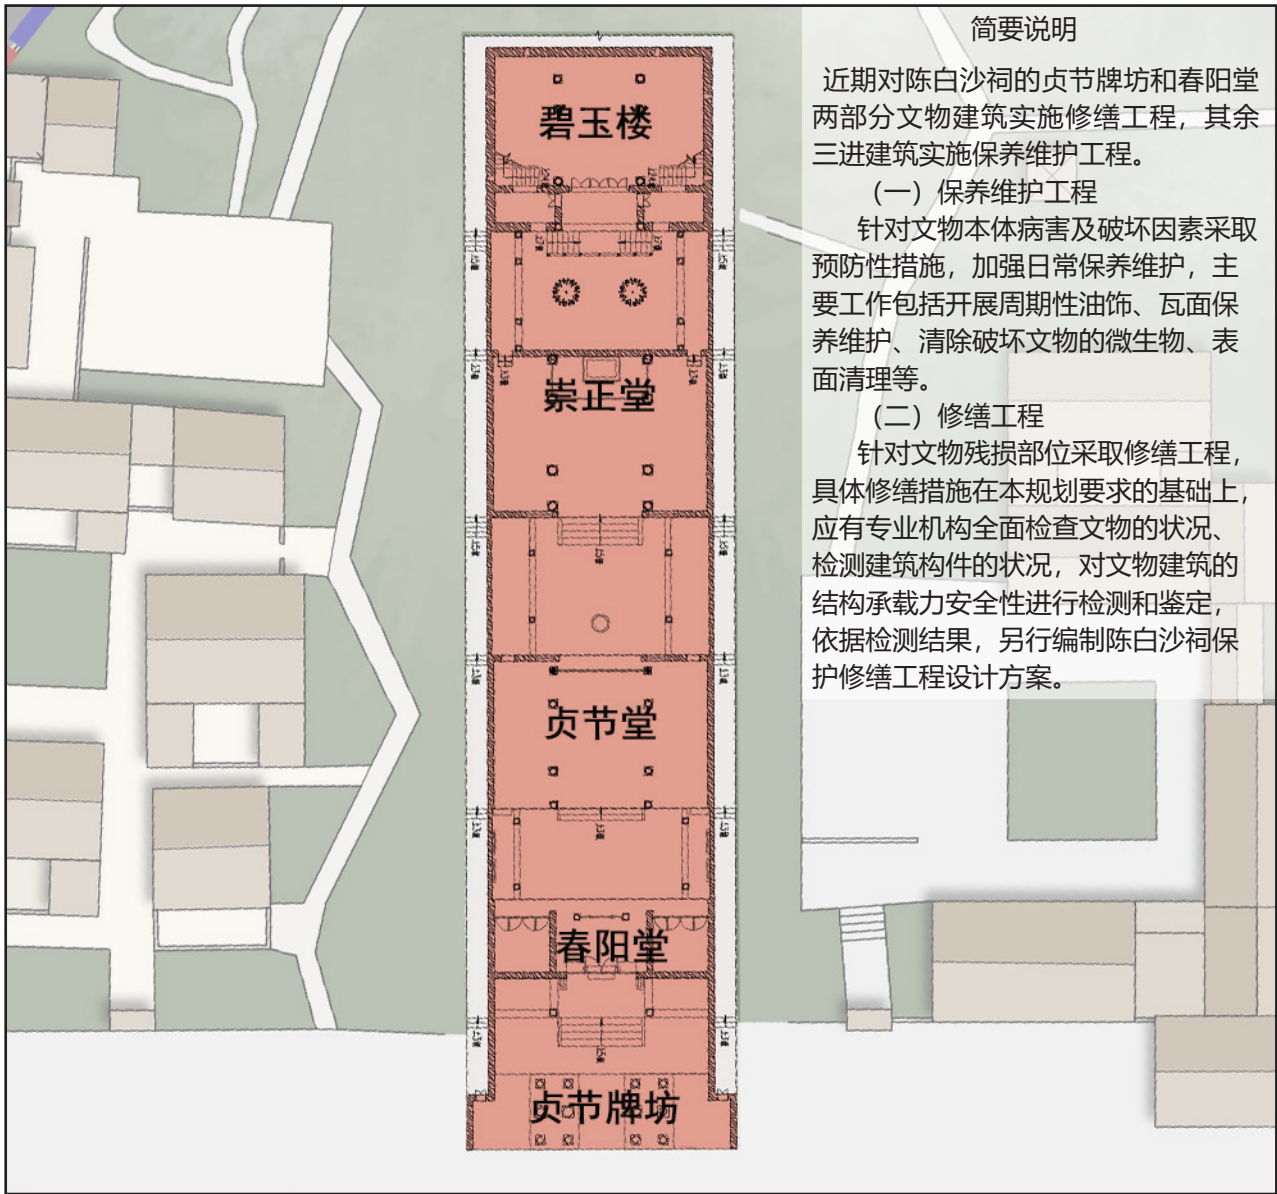 简要说明
近期对陈白沙祠的贞节牌坊和春阳堂
两部分文物建筑实施修缮工程，其余
三进建筑实施保养维护工程。
（一）保养维护工程
针对文物本体病害及破坏因素采取
预防性措施，加强日常保养维护，主
要工作包括开展周期性油饰、瓦面保
养维护、清除破坏文物的微生物、表
面清理等。
（二）修缮工程
针对文物残损部位采取修缮工程，
具体修缮措施在本规划要求的基础上，
应有专业机构全面检查文物的状况、
检测建筑构件的状况，对文物建筑的
结构承载力安全性进行检测和鉴定，
依据检测结果，另行编制陈白沙祠保
护修缮工程设计方案。
碧玉楼
崇正堂
贞节堂
春阳堂
贞节牌坊